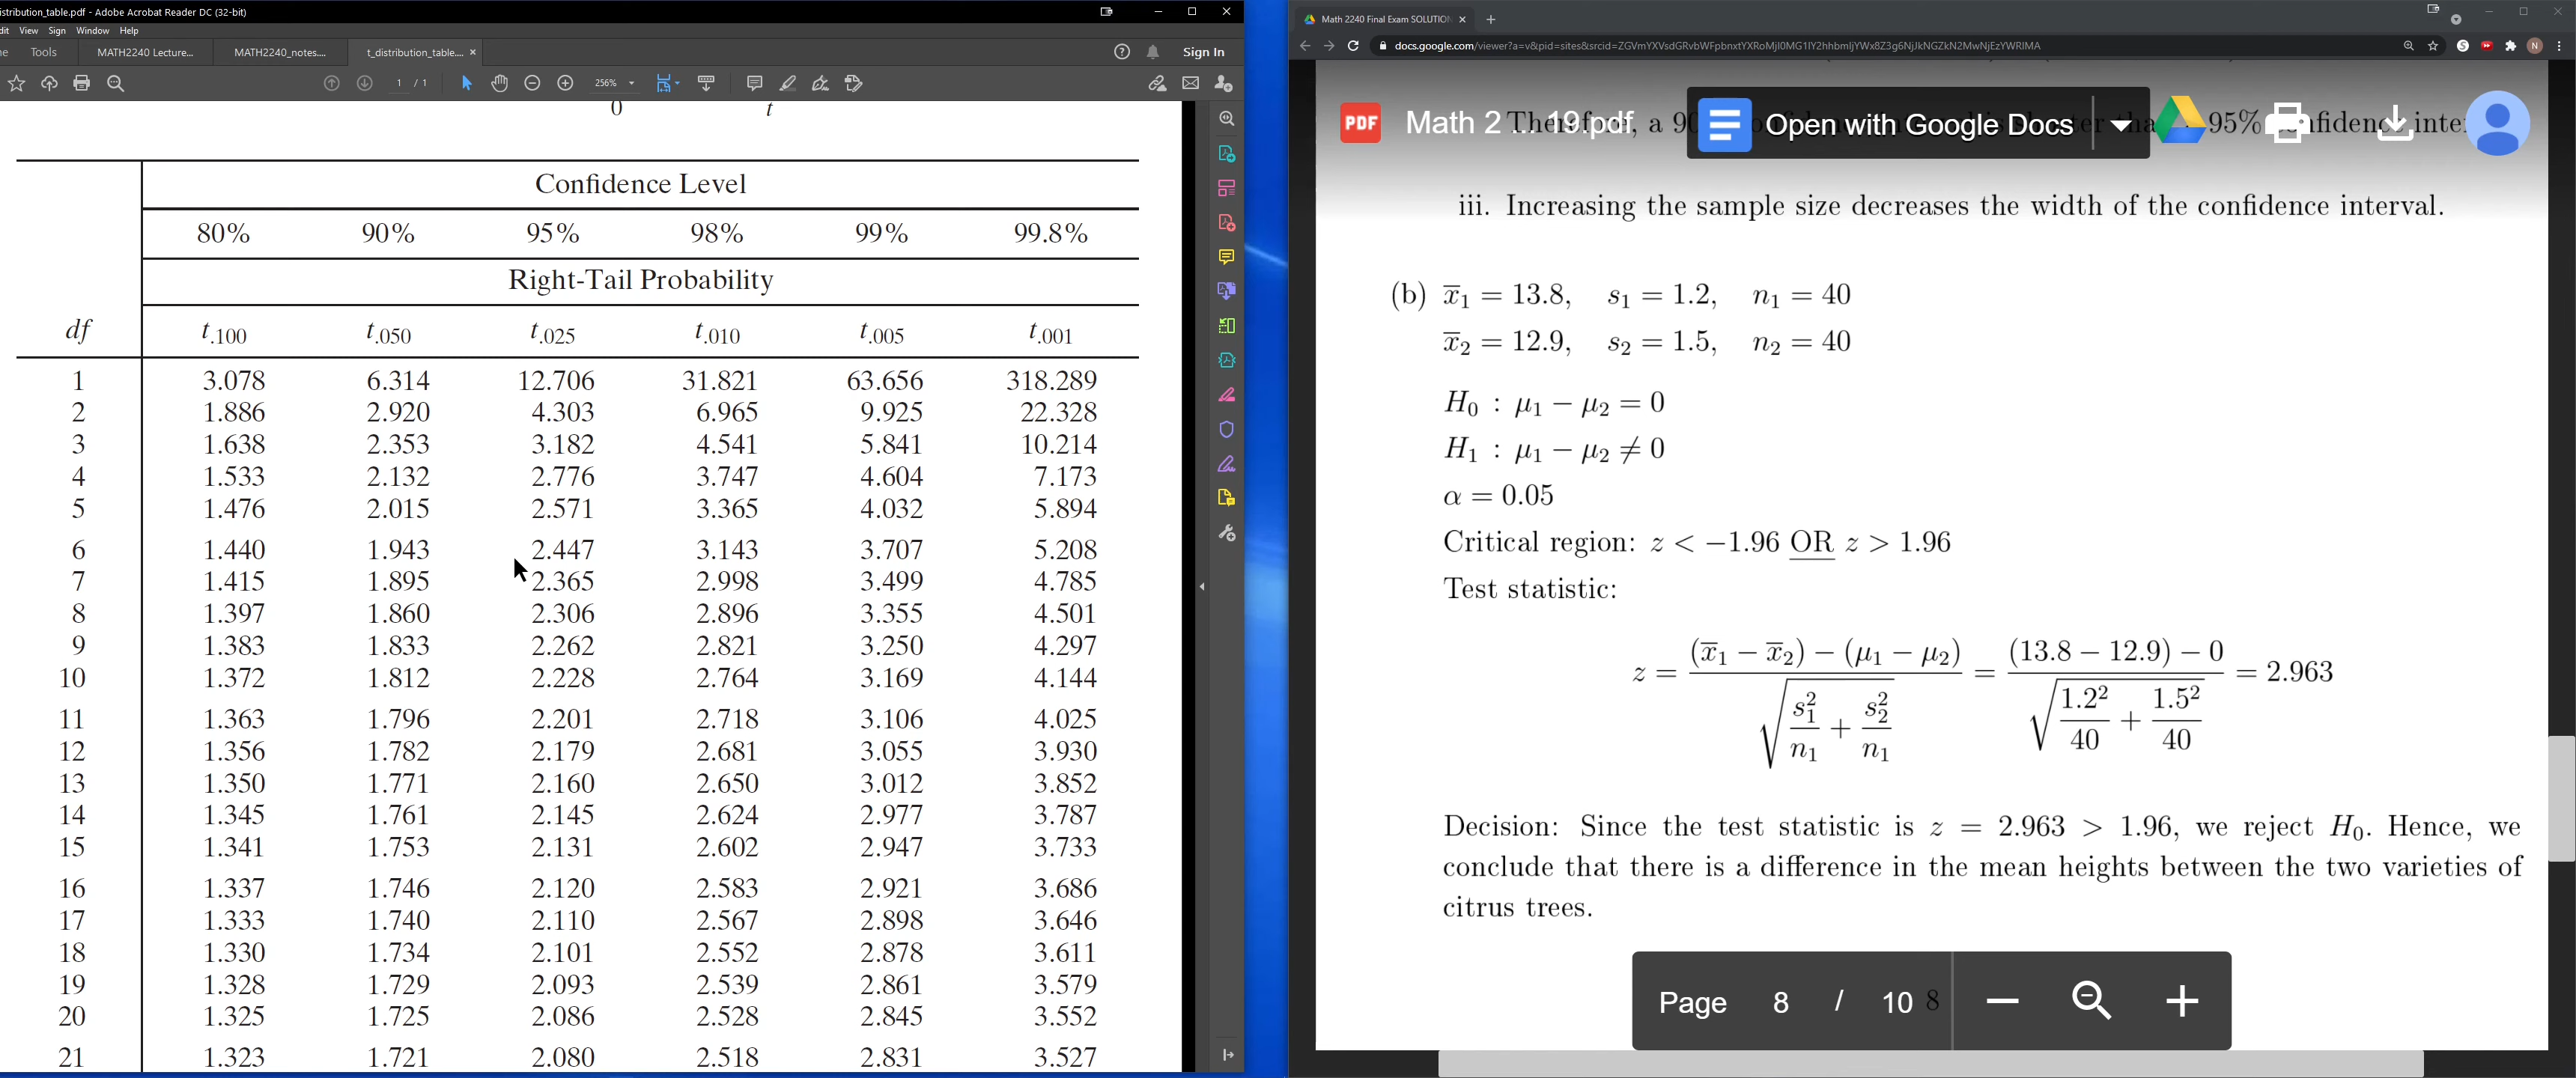 istribution_table.pdf - Adobe Acrobat Reader DC (32-bit)
dit View Sign Window Help
Tools MATH2240 Lecture... MATH2240_notes.... t_distribution_table.... × Sign In
1 / 1 256%
0 t
Confidence Level
80% 90% 95% 98% 99% 99.8%
Right-Tail Probability
df t.100 t.050 t.025 t.010 t.005 t.001
1 3.078 6.314 12.706 31.821 63.656 318.289
2 1.886 2.920 4.303 6.965 9.925 22.328
3 1.638 2.353 3.182 4.541 5.841 10.214
4 1.533 2.132 2.776 3.747 4.604 7.173
5 1.476 2.015 2.571 3.365 4.032 5.894
6 1.440 1.943 2.447 3.143 3.707 5.208
7 1.415 1.895 2.365 2.998 3.499 4.785
8 1.397 1.860 2.306 2.896 3.355 4.501
9 1.383 1.833 2.262 2.821 3.250 4.297
10 1.372 1.812 2.228 2.764 3.169 4.144
11 1.363 1.796 2.201 2.718 3.106 4.025
12 1.356 1.782 2.179 2.681 3.055 3.930
13 1.350 1.771 2.160 2.650 3.012 3.852
14 1.345 1.761 2.145 2.624 2.977 3.787
15 1.341 1.753 2.131 2.602 2.947 3.733
16 1.337 1.746 2.120 2.583 2.921 3.686
17 1.333 1.740 2.110 2.567 2.898 3.646
18 1.330 1.734 2.101 2.552 2.878 3.611
19 1.328 1.729 2.093 2.539 2.861 3.579
20 1.325 1.725 2.086 2.528 2.845 3.552
21 1.323 1.721 2.080 2.518 2.831 3.527
Math 2240 Final Exam SOLUTION
PDF Math 2 ... 19.pdf Open with Google Docs
Therefore, a 95% inte
iii. Increasing the sample size decreases the width of the confidence interval.
(b) x̄₁ = 13.8, s₁ = 1.2, n₁ = 40
x̄₂ = 12.9, s₂ = 1.5, n₂ = 40
H₀ : μ₁ − μ₂ = 0
H₁ : μ₁ − μ₂ ≠ 0
α = 0.05
Critical region: z < −1.96 OR z > 1.96
Test statistic:
z = ((x̄₁ − x̄₂) − (μ₁ − μ₂)) / √(s₁²/n₁ + s₂²/n₁) = ((13.8 − 12.9) − 0) / √(1.2²/40 + 1.5²/40) = 2.963
Decision: Since the test statistic is z = 2.963 > 1.96, we reject H₀. Hence, we
conclude that there is a difference in the mean heights between the two varieties of
citrus trees.
Page 8 / 10 8